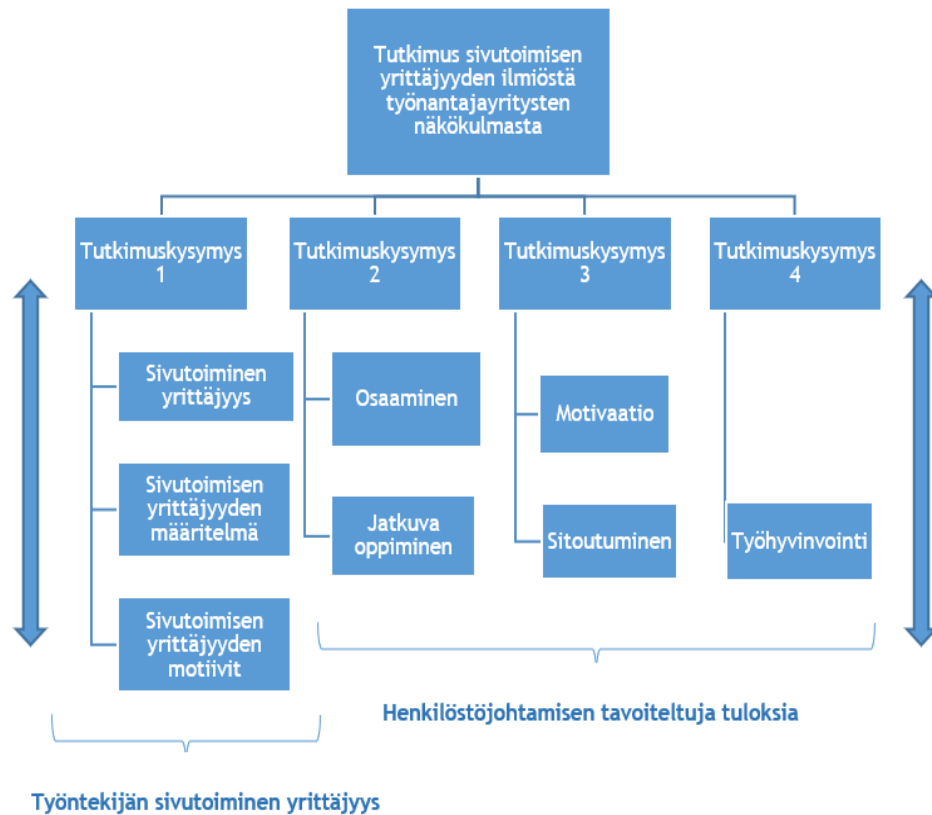 Tutkimus sivutoimisen
yrittäjyyden ilmiöstä
työnantajayritysten
näkökulmasta
Tutkimuskysymys
1
Tutkimuskysymys
2
Tutkimuskysymys
3
Tutkimuskysymys
4
Sivutoiminen
yrittäjyys
Sivutoimisen
yrittäjyyden
määritelmä
Sivutoimisen
yrittäjyyden
motiivit
Osaaminen
Jatkuva
oppiminen
Motivaatio
Sitoutuminen
Työhyvinvointi
Henkilöstöjohtamisen tavoiteltuja tuloksia
Työntekijän sivutoiminen yrittäjyys